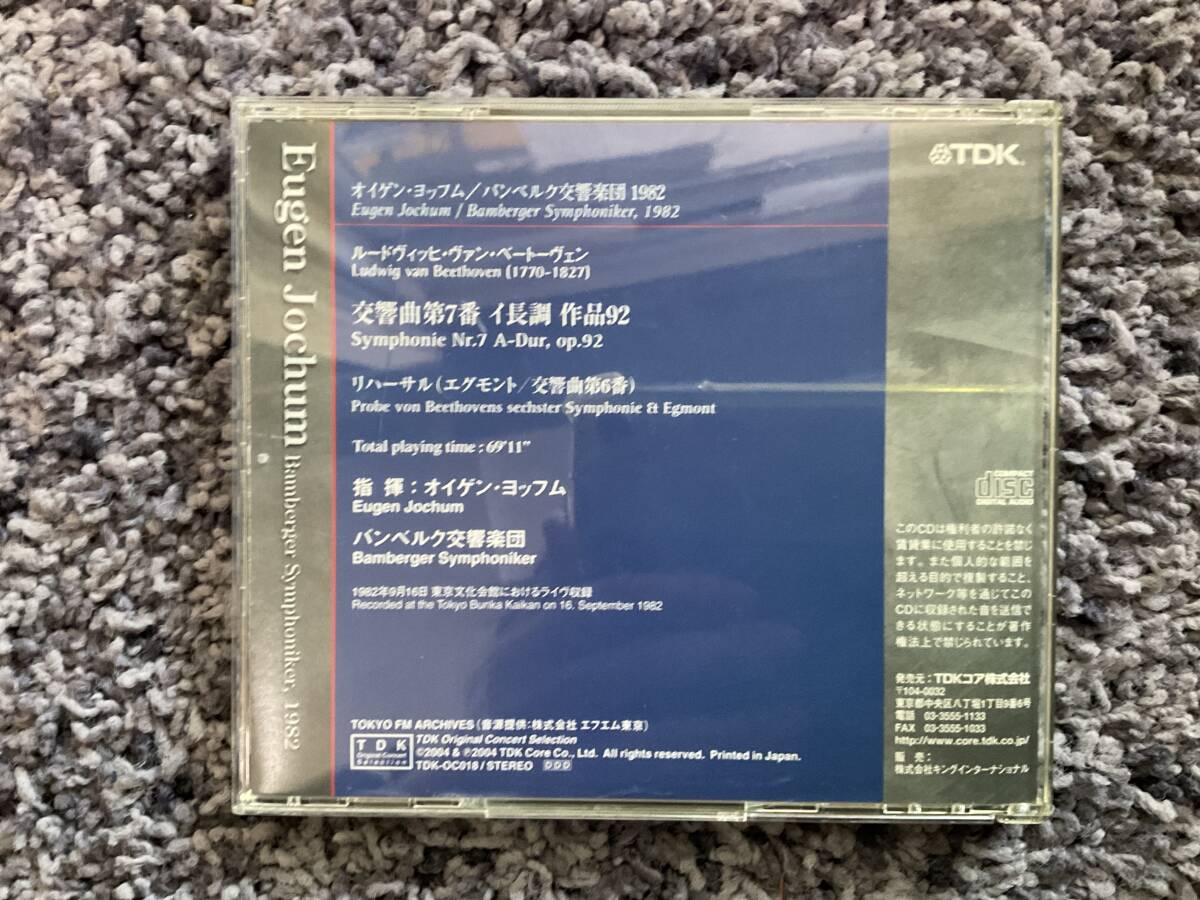 Eugen Jochum Bamberger Symphoniker, 1982
オイゲン・ヨッフム／バンベルク交響楽団 1982
Eugen Jochum / Bamberger Symphoniker, 1982
ルードヴィッヒ・ヴァン・ベートーヴェン
Ludwig van Beethoven (1770-1827)
交響曲第7番 イ長調 作品92
Symphonie Nr.7 A-Dur, op.92
リハーサル（エグモント／交響曲第6番）
Probe von Beethovens sechster Symphonie & Egmont
Total playing time : 69'11"
指 揮：オイゲン・ヨッフム
Eugen Jochum
バンベルク交響楽団
Bamberger Symphoniker
1982年9月16日 東京文化会館におけるライヴ収録
Recorded at the Tokyo Bunka Kaikan on 16. September 1982
TOKYO FM ARCHIVES（音源提供：株式会社 エフエム東京）
TDK
Original Concert
Selection
TDK Original Concert Selection
©2004 & ℗2004 TDK Core Co., Ltd. All rights reserved. Printed in Japan.
TDK-OC018 / STEREO DDD
TDK
COMPACT
disc
DIGITAL AUDIO
このCDは権利者の許諾なく
賃貸業に使用することを禁じ
ます。また個人的な範囲を
超える目的で複製すること、
ネットワーク等を通じてこの
CDに収録された音を送信で
きる状態にすることが著作
権法上で禁じられています。
発売元：TDKコア株式会社
〒104-0032
東京都中央区八丁堀1丁目9番6号
電話 03-3555-1133
FAX 03-3555-1033
http://www.core.tdk.co.jp/
販 売：
株式会社キングインターナショナル